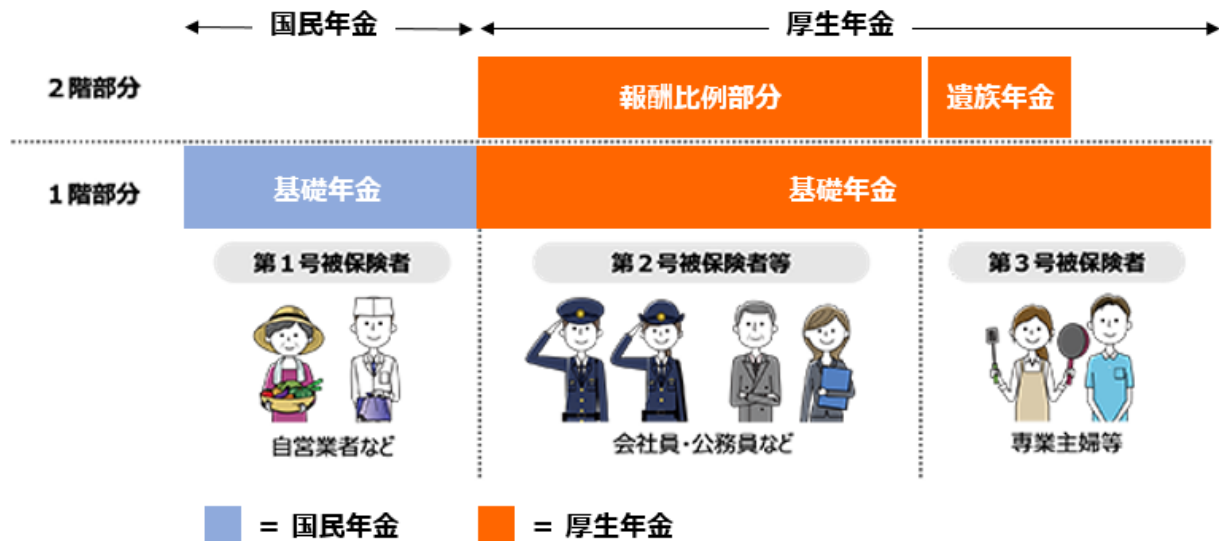 国民年金
厚生年金
2階部分
報酬比例部分
遺族年金
1階部分
基礎年金
基礎年金
第1号被保険者
第2号被保険者等
第3号被保険者
自営業者など
会社員・公務員など
専業主婦等
= 国民年金
= 厚生年金